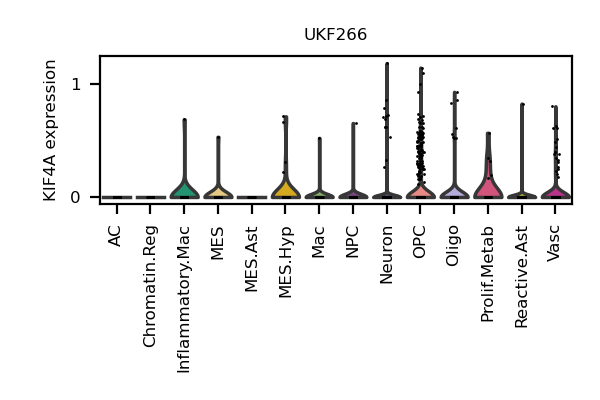 UKF266
KIF4A expression
1
0
AC
Chromatin.Reg
Inflammatory.Mac
MES
MES.Ast
MES.Hyp
Mac
NPC
Neuron
OPC
Oligo
Prolif.Metab
Reactive.Ast
Vasc